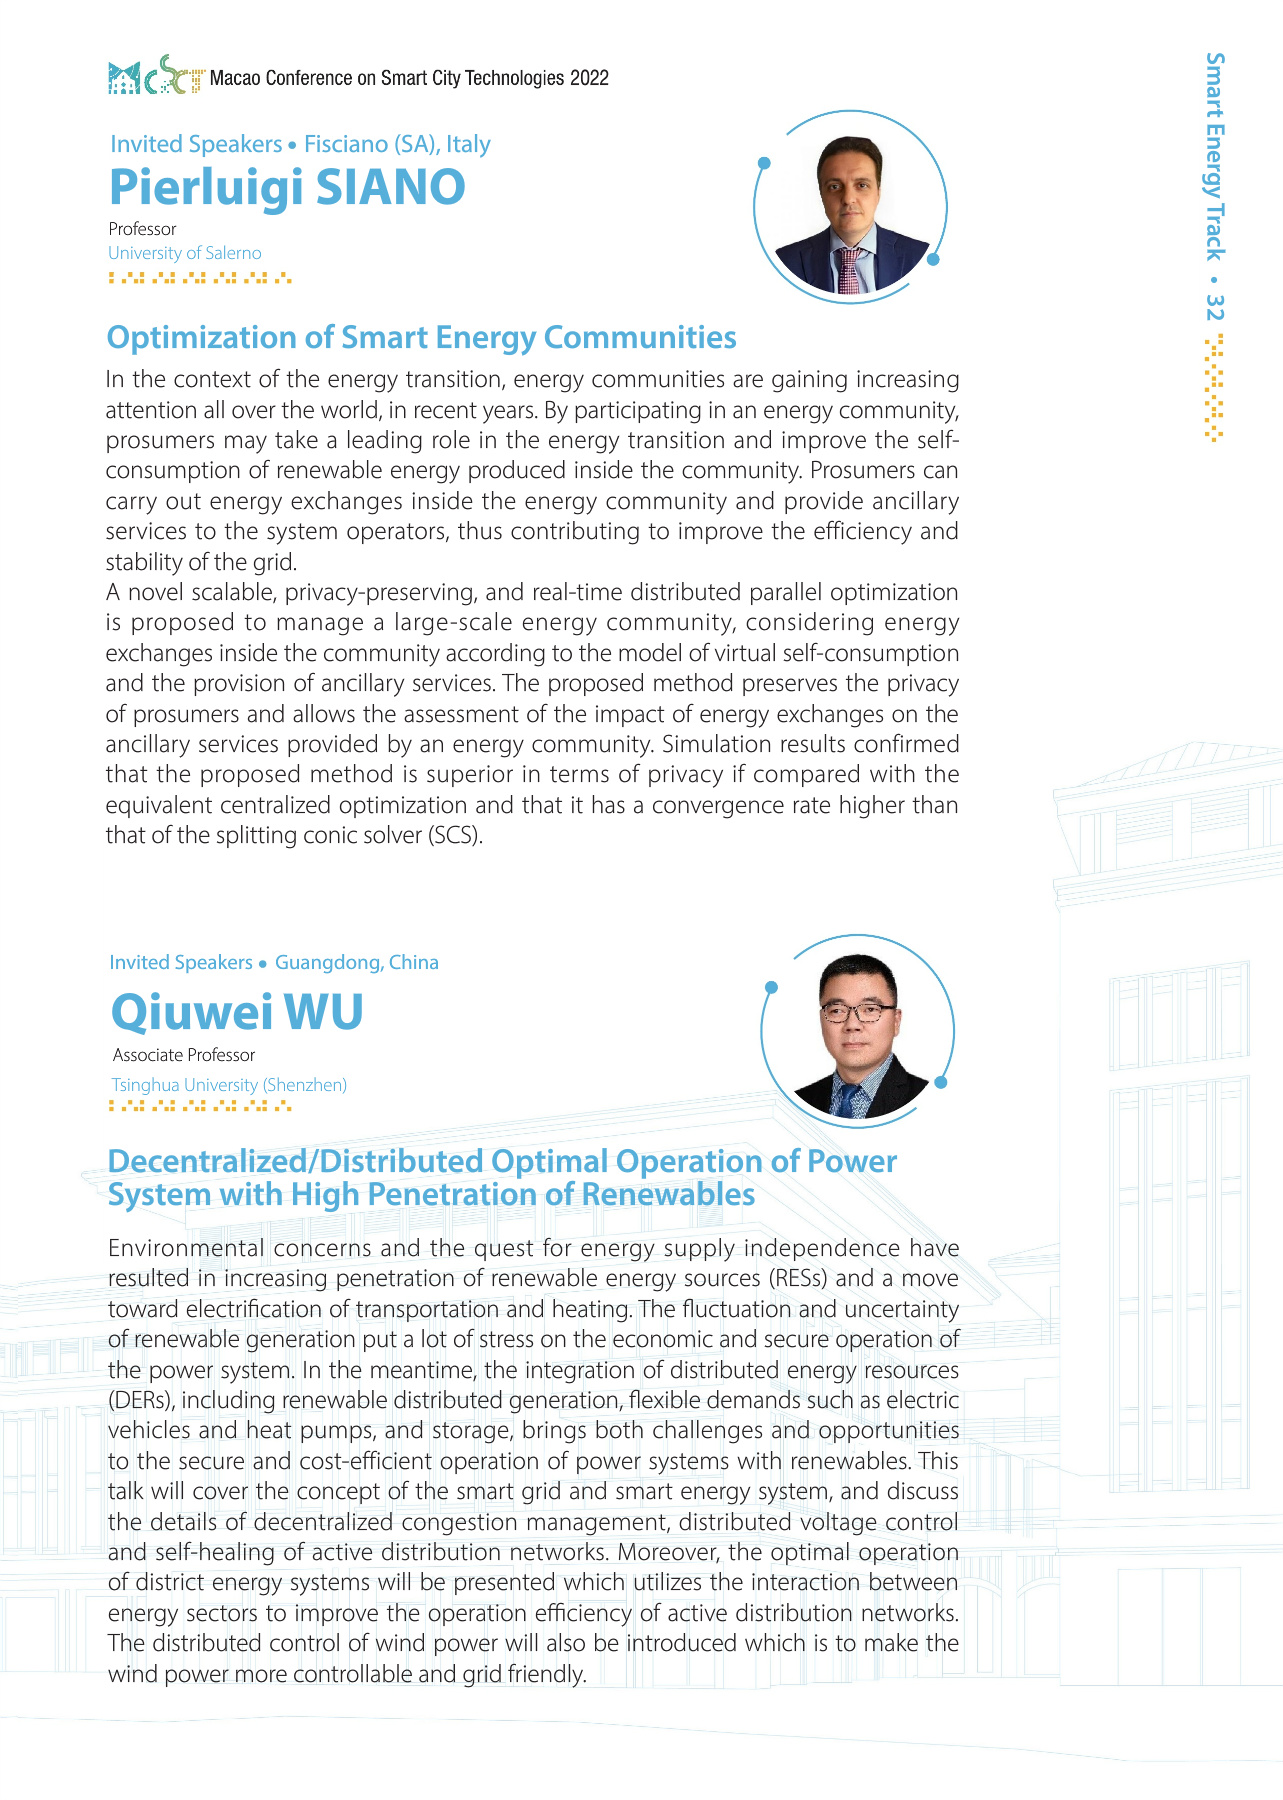 MCSCT Macao Conference on Smart City Technologies 2022
Smart Energy Track • 32
Invited Speakers • Fisciano (SA), Italy
Pierluigi SIANO
Professor
University of Salerno
Optimization of Smart Energy Communities
In the context of the energy transition, energy communities are gaining increasing
attention all over the world, in recent years. By participating in an energy community,
prosumers may take a leading role in the energy transition and improve the self-
consumption of renewable energy produced inside the community. Prosumers can
carry out energy exchanges inside the energy community and provide ancillary
services to the system operators, thus contributing to improve the efficiency and
stability of the grid.
A novel scalable, privacy-preserving, and real-time distributed parallel optimization
is proposed to manage a large-scale energy community, considering energy
exchanges inside the community according to the model of virtual self-consumption
and the provision of ancillary services. The proposed method preserves the privacy
of prosumers and allows the assessment of the impact of energy exchanges on the
ancillary services provided by an energy community. Simulation results confirmed
that the proposed method is superior in terms of privacy if compared with the
equivalent centralized optimization and that it has a convergence rate higher than
that of the splitting conic solver (SCS).
Invited Speakers • Guangdong, China
Qiuwei WU
Associate Professor
Tsinghua University (Shenzhen)
Decentralized/Distributed Optimal Operation of Power
System with High Penetration of Renewables
Environmental concerns and the quest for energy supply independence have
resulted in increasing penetration of renewable energy sources (RESs) and a move
toward electrification of transportation and heating. The fluctuation and uncertainty
of renewable generation put a lot of stress on the economic and secure operation of
the power system. In the meantime, the integration of distributed energy resources
(DERs), including renewable distributed generation, flexible demands such as electric
vehicles and heat pumps, and storage, brings both challenges and opportunities
to the secure and cost-efficient operation of power systems with renewables. This
talk will cover the concept of the smart grid and smart energy system, and discuss
the details of decentralized congestion management, distributed voltage control
and self-healing of active distribution networks. Moreover, the optimal operation
of district energy systems will be presented which utilizes the interaction between
energy sectors to improve the operation efficiency of active distribution networks.
The distributed control of wind power will also be introduced which is to make the
wind power more controllable and grid friendly.